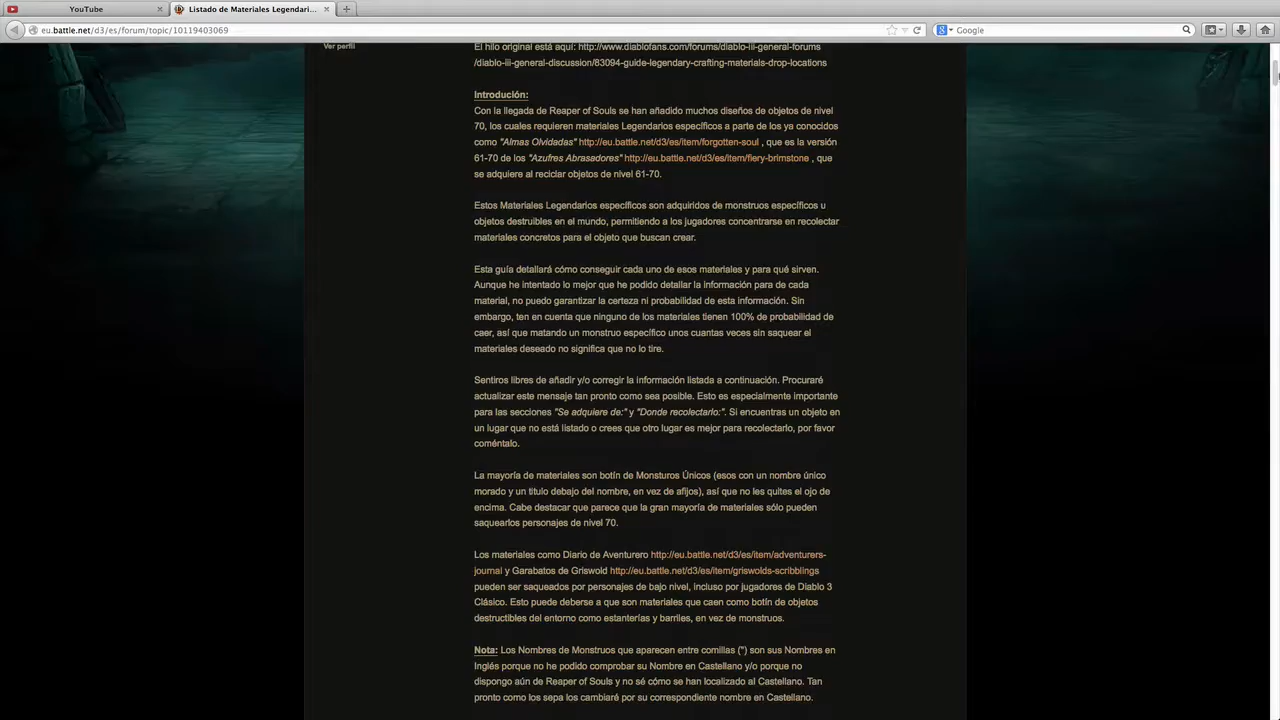 YouTube
Listado de Materiales Legendari...
eu.battle.net/d3/es/forum/topic/10119403069
Google
Ver perfil
El hilo original está aquí: http://www.diablofans.com/forums/diablo-iii-general-forums
/diablo-iii-general-discussion/83094-guide-legendary-crafting-materials-drop-locations
Introdución:
Con la llegada de Reaper of Souls se han añadido muchos diseños de objetos de nivel
70, los cuales requieren materiales Legendarios específicos a parte de los ya conocidos
como "Almas Olvidadas" http://eu.battle.net/d3/es/item/forgotten-soul , que es la versión
61-70 de los "Azufres Abrasadores" http://eu.battle.net/d3/es/item/fiery-brimstone , que
se adquiere al reciclar objetos de nivel 61-70.
Estos Materiales Legendarios específicos son adquiridos de monstruos específicos u
objetos destruibles en el mundo, permitiendo a los jugadores concentrarse en recolectar
materiales concretos para el objeto que buscan crear.
Esta guía detallará cómo conseguir cada uno de esos materiales y para qué sirven.
Aunque he intentado lo mejor que he podido detallar la información para de cada
material, no puedo garantizar la certeza ni probabilidad de esta información. Sin
embargo, ten en cuenta que ninguno de los materiales tienen 100% de probabilidad de
caer, así que matando un monstruo específico unos cuantas veces sin saquear el
materiales deseado no significa que no lo tire.
Sentiros libres de añadir y/o corregir la información listada a continuación. Procuraré
actualizar este mensaje tan pronto como sea posible. Esto es especialmente importante
para las secciones "Se adquiere de:" y "Donde recolectarlo:". Si encuentras un objeto en
un lugar que no está listado o crees que otro lugar es mejor para recolectarlo, por favor
coméntalo.
La mayoría de materiales son botín de Monsturos Únicos (esos con un nombre único
morado y un titulo debajo del nombre, en vez de afijos), así que no les quites el ojo de
encima. Cabe destacar que parece que la gran mayoría de materiales sólo pueden
saquearlos personajes de nivel 70.
Los materiales como Diario de Aventurero http://eu.battle.net/d3/es/item/adventurers-
journal y Garabatos de Griswold http://eu.battle.net/d3/es/item/griswolds-scribblings
pueden ser saqueados por personajes de bajo nivel, incluso por jugadores de Diablo 3
Clásico. Esto puede deberse a que son materiales que caen como botín de objetos
destructibles del entorno como estanterías y barriles, en vez de monstruos.
Nota: Los Nombres de Monstruos que aparecen entre comillas (") son sus Nombres en
Inglés porque no he podido comprobar su Nombre en Castellano y/o porque no
dispongo aún de Reaper of Souls y no sé cómo se han localizado al Castellano. Tan
pronto como los sepa los cambiaré por su correspondiente nombre en Castellano.